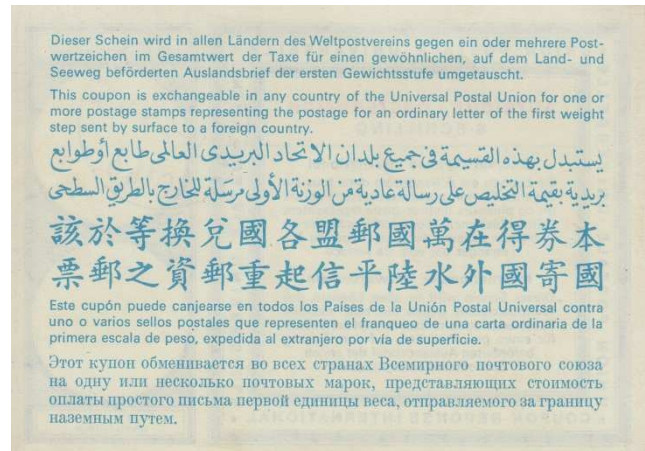 Dieser Schein wird in allen Ländern des Weltpostvereins gegen ein oder mehrere Post-
wertzeichen im Gesamtwert der Taxe für einen gewöhnlichen, auf dem Land- und
Seeweg beförderten Auslandsbrief der ersten Gewichtsstufe umgetauscht.
This coupon is exchangeable in any country of the Universal Postal Union for one or
more postage stamps representing the postage for an ordinary letter of the first weight
step sent by surface to a foreign country.
يستبدل بهذه القسيمة فى جميع بلدان الاتحاد البريدى العالمى طابع أوطوابع
بريدية بقيمة التخليص على رسالة عادية من الوزنة الأولى مرسلة للخارج بالطريق السطحى
該於等換兌國各盟郵國萬在得券本
票郵之資郵重起信平陸水外國寄國
Este cupón puede canjearse en todos los Países de la Unión Postal Universal contra
uno o varios sellos postales que representen el franqueo de una carta ordinaria de la
primera escala de peso, expedida al extranjero por vía de superficie.
Этот купон обменивается во всех странах Всемирного почтового союза
на одну или несколько почтовых марок, представляющих стоимость
оплаты простого письма первой единицы веса, отправляемого за границу
наземным путем.
COUPON RÉPONSE INTERNATIONAL